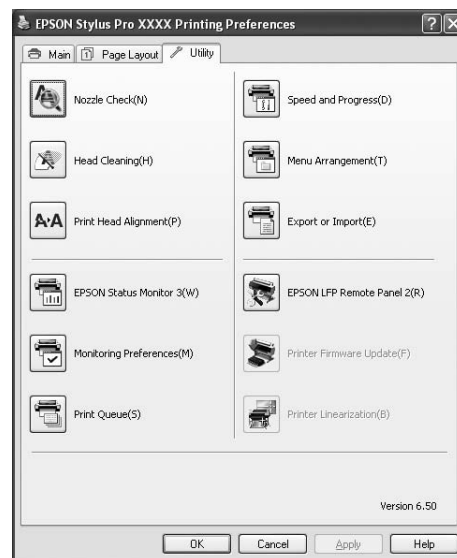 EPSON Stylus Pro XXXX Printing Preferences
Main
Page Layout
Utility
Nozzle Check(N)
Speed and Progress(D)
Head Cleaning(H)
Menu Arrangement(T)
A·A
Print Head Alignment(P)
Export or Import(E)
EPSON Status Monitor 3(W)
EPSON LFP Remote Panel 2(R)
Monitoring Preferences(M)
Printer Firmware Update(F)
Print Queue(S)
Printer Linearization(B)
Version 6.50
OK
Cancel
Apply
Help